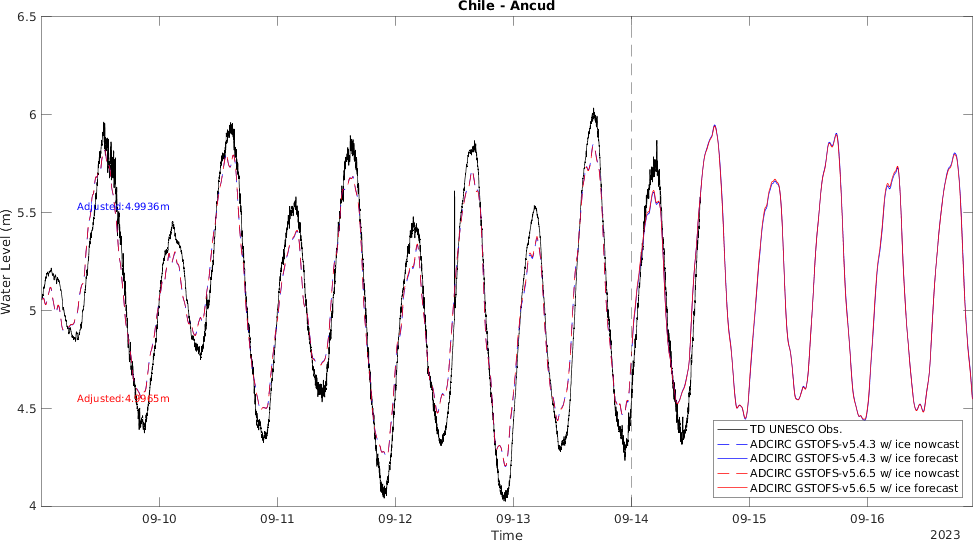 Chile - Ancud
6.5
6
5.5
5
4.5
4
Water Level (m)
Adjusted:4.9936m
Adjusted:4.9965m
TD UNESCO Obs.
ADCIRC GSTOFS-v5.4.3 w/ ice nowcast
ADCIRC GSTOFS-v5.4.3 w/ ice forecast
ADCIRC GSTOFS-v5.6.5 w/ ice nowcast
ADCIRC GSTOFS-v5.6.5 w/ ice forecast
09-10 09-11 09-12 09-13 09-14 09-15 09-16
Time
2023